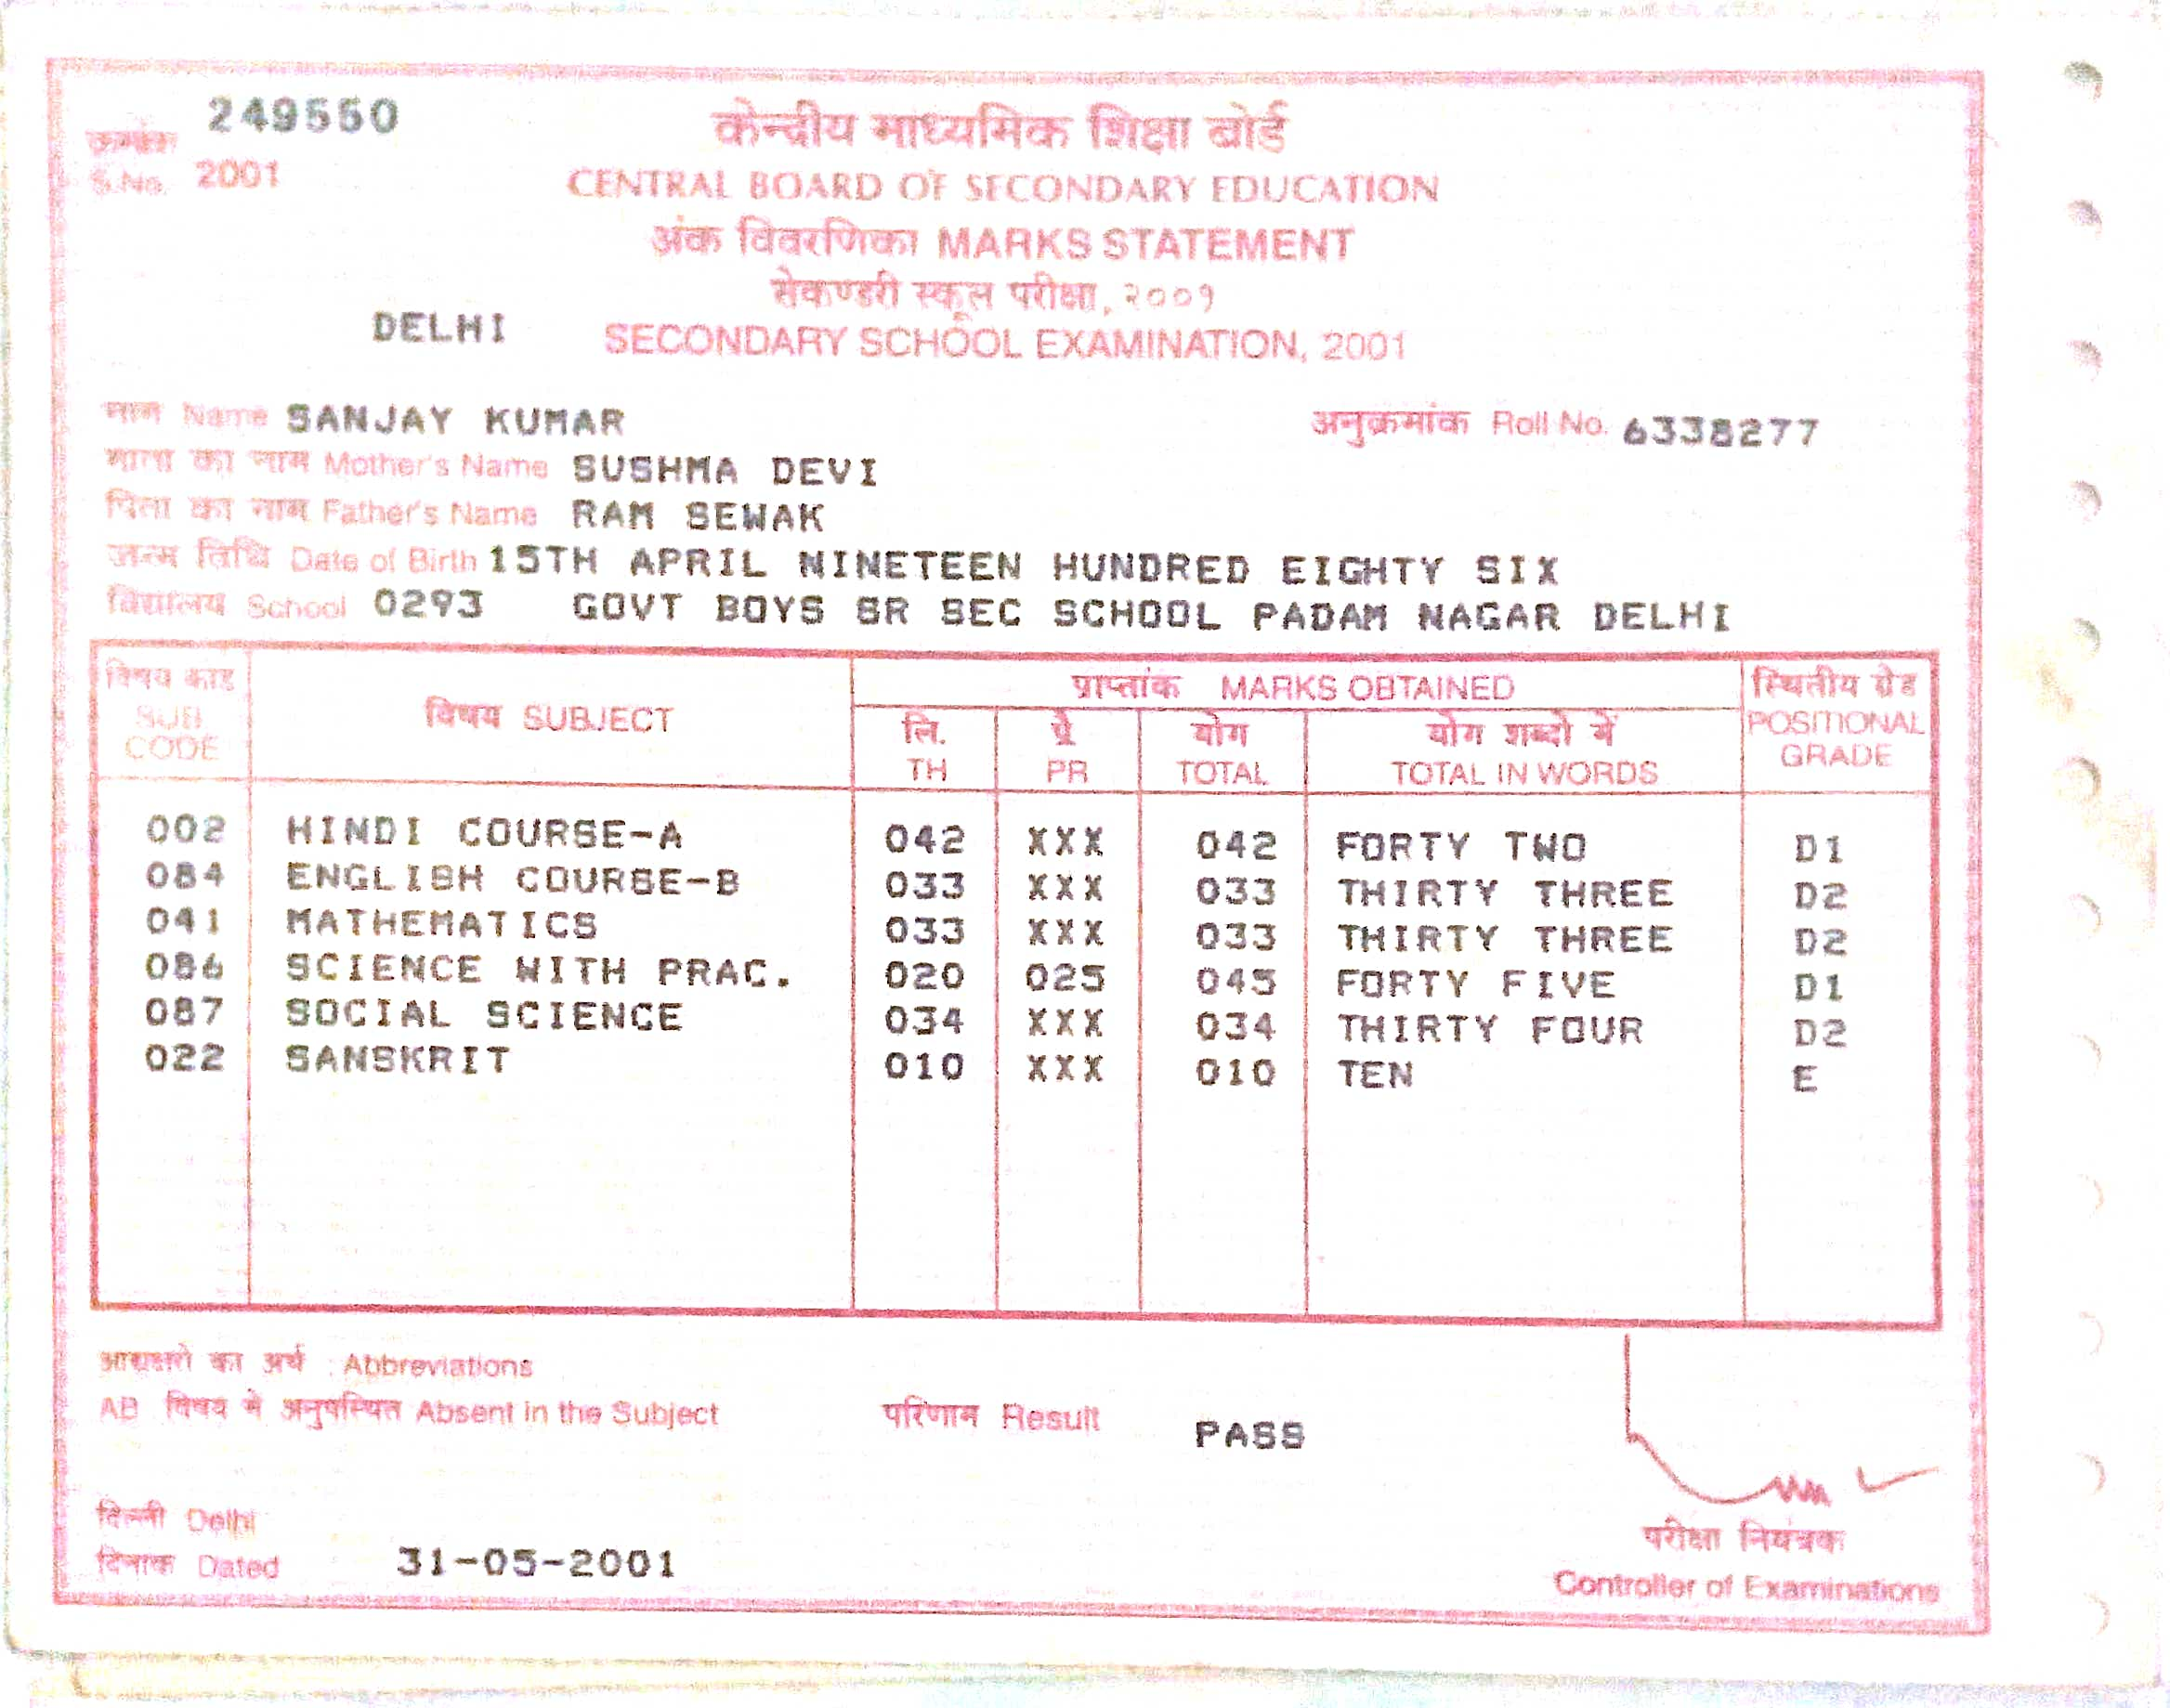 क्रमांक 249550
S.No. 2001
केन्द्रीय माध्यमिक शिक्षा बोर्ड
CENTRAL BOARD OF SECONDARY EDUCATION
अंक विवरणिका MARKS STATEMENT
सेकण्डरी स्कूल परीक्षा, २००१
DELHI SECONDARY SCHOOL EXAMINATION, 2001
नाम Name SANJAY KUMAR अनुक्रमांक Roll No. 6338277
माता का नाम Mother's Name SUSHMA DEVI
पिता का नाम Father's Name RAM SEWAK
जन्म तिथि Date of Birth 15TH APRIL NINETEEN HUNDRED EIGHTY SIX
विद्यालय School 0293 GOVT BOYS SR SEC SCHOOL PADAM NAGAR DELHI
विषय कोड SUB. CODE विषय SUBJECT प्राप्तांक MARKS OBTAINED स्थितीय ग्रेड POSITIONAL GRADE
लि. TH प्रै PR योग TOTAL योग शब्दों में TOTAL IN WORDS
002 HINDI COURSE-A 042 XXX 042 FORTY TWO D1
084 ENGLISH COURSE-B 033 XXX 033 THIRTY THREE D2
041 MATHEMATICS 033 XXX 033 THIRTY THREE D2
086 SCIENCE WITH PRAC. 020 025 045 FORTY FIVE D1
087 SOCIAL SCIENCE 034 XXX 034 THIRTY FOUR D2
022 SANSKRIT 010 XXX 010 TEN E
आद्यक्षरों का अर्थ : Abbreviations
AB विषय में अनुपस्थित Absent in the Subject परिणाम Result PASS
दिल्ली Delhi
दिनांक Dated 31-05-2001
परीक्षा नियंत्रक
Controller of Examinations